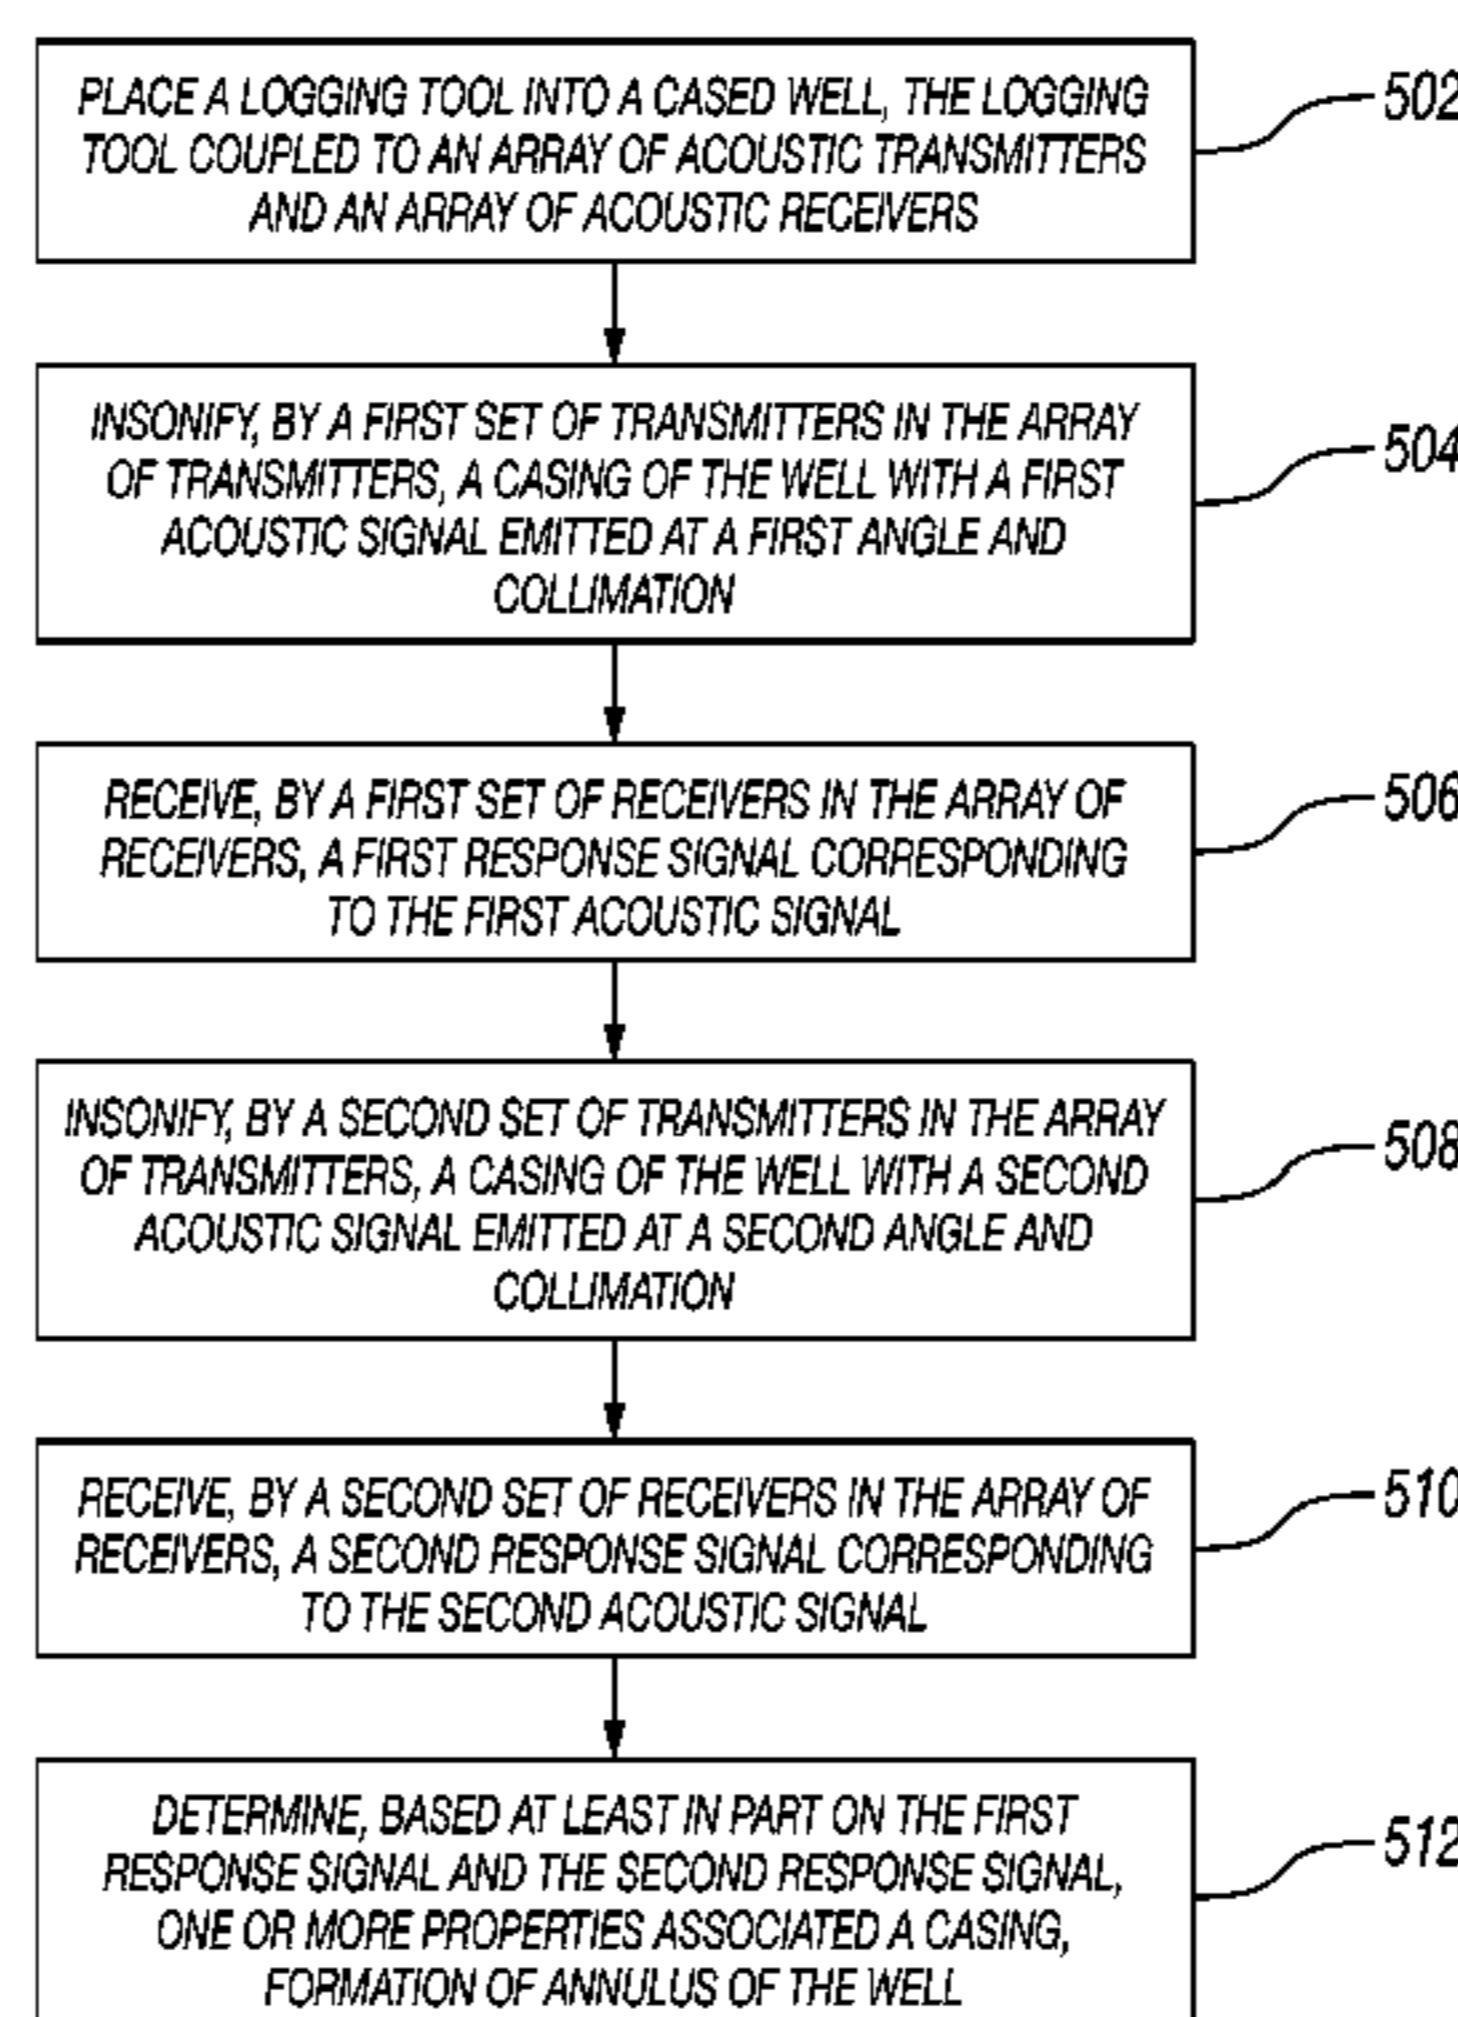 PLACE A LOGGING TOOL INTO A CASED WELL, THE LOGGING
TOOL COUPLED TO AN ARRAY OF ACOUSTIC TRANSMITTERS
AND AN ARRAY OF ACOUSTIC RECEIVERS
502
INSONIFY, BY A FIRST SET OF TRANSMITTERS IN THE ARRAY
OF TRANSMITTERS, A CASING OF THE WELL WITH A FIRST
ACOUSTIC SIGNAL EMITTED AT A FIRST ANGLE AND
COLLIMATION
504
RECEIVE, BY A FIRST SET OF RECEIVERS IN THE ARRAY OF
RECEIVERS, A FIRST RESPONSE SIGNAL CORRESPONDING
TO THE FIRST ACOUSTIC SIGNAL
506
INSONIFY, BY A SECOND SET OF TRANSMITTERS IN THE ARRAY
OF TRANSMITTERS, A CASING OF THE WELL WITH A SECOND
ACOUSTIC SIGNAL EMITTED AT A SECOND ANGLE AND
COLLIMATION
508
RECEIVE, BY A SECOND SET OF RECEIVERS IN THE ARRAY OF
RECEIVERS, A SECOND RESPONSE SIGNAL CORRESPONDING
TO THE SECOND ACOUSTIC SIGNAL
510
DETERMINE, BASED AT LEAST IN PART ON THE FIRST
RESPONSE SIGNAL AND THE SECOND RESPONSE SIGNAL,
ONE OR MORE PROPERTIES ASSOCIATED A CASING,
FORMATION OF ANNULUS OF THE WELL
512